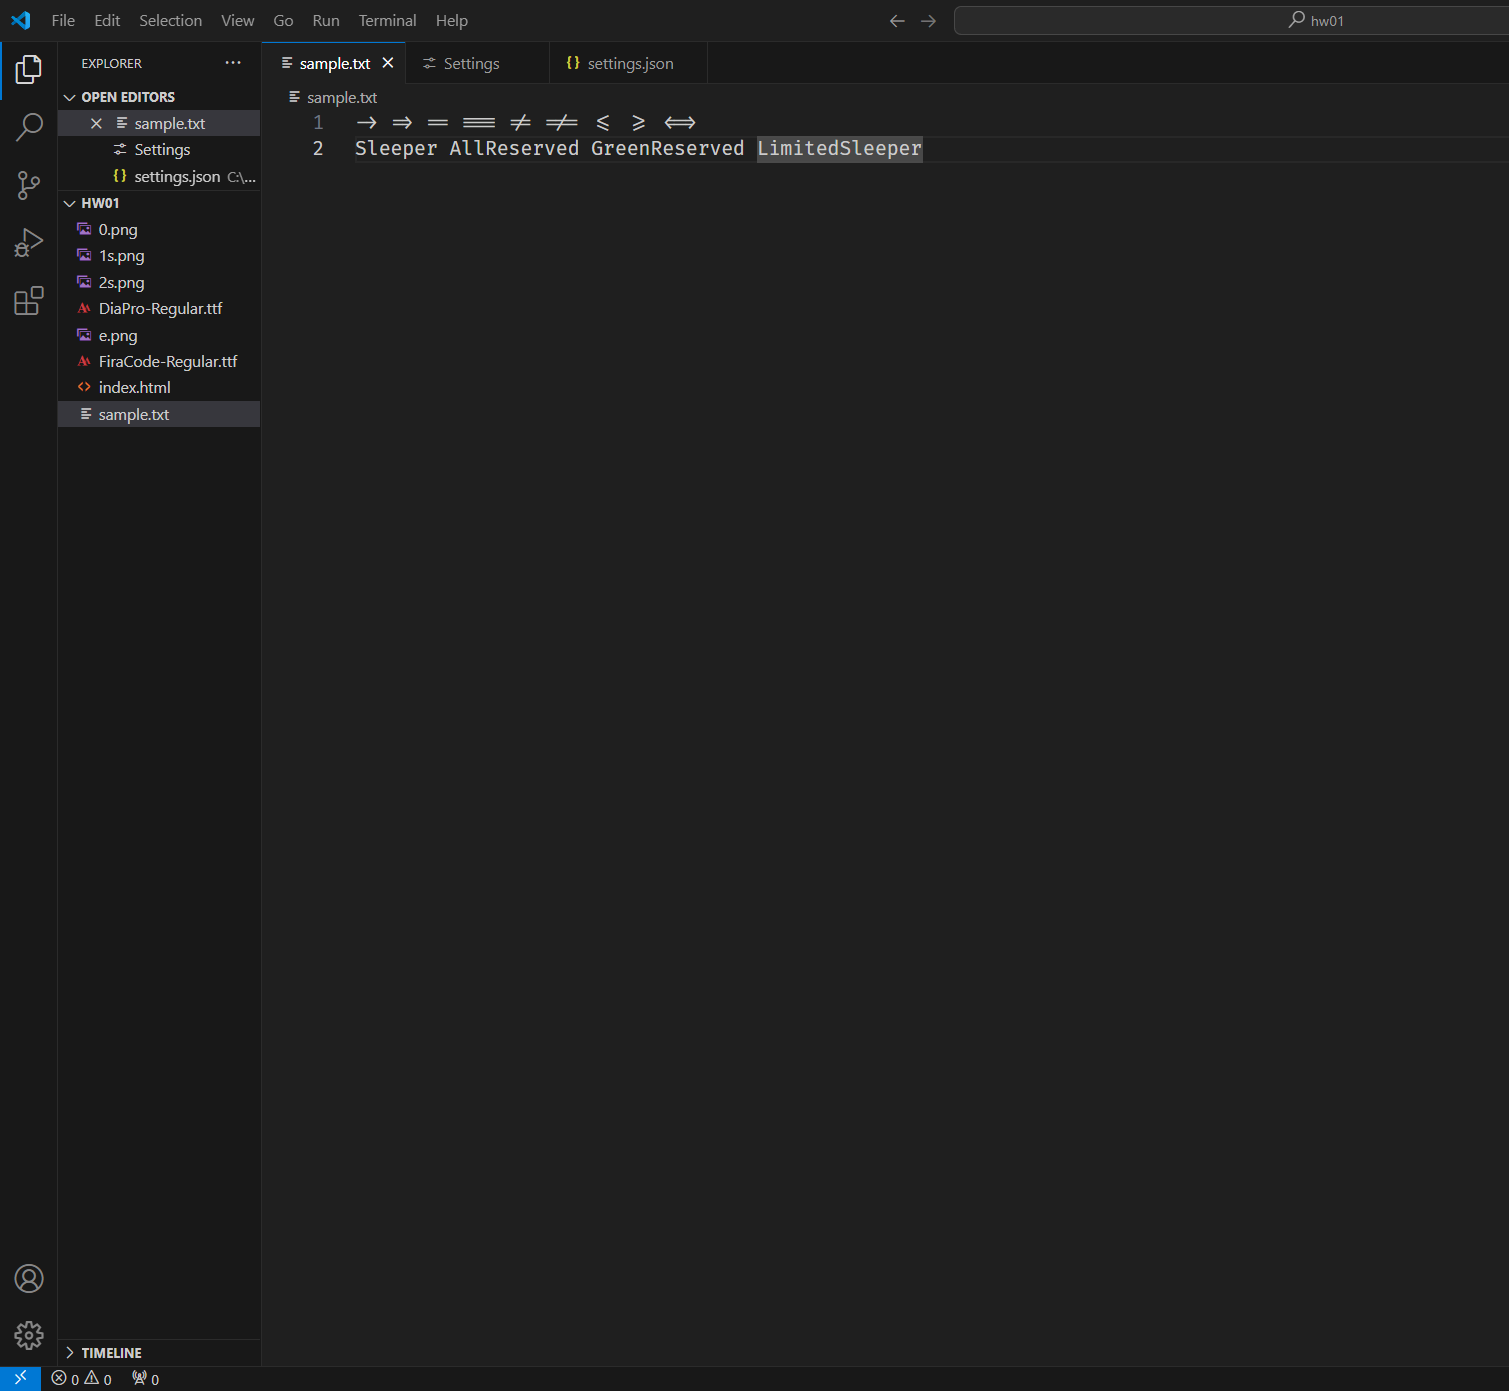 File Edit Selection View Go Run Terminal Help
hw01
EXPLORER
sample.txt
Settings
{} settings.json
OPEN EDITORS
sample.txt
Settings
{} settings.json C:\...
HW01
0.png
1s.png
2s.png
DiaPro-Regular.ttf
e.png
FiraCode-Regular.ttf
<> index.html
sample.txt
TIMELINE
sample.txt
1 -> => == === != !== <= >= <=>
2 Sleeper AllReserved GreenReserved LimitedSleeper
0 0 0